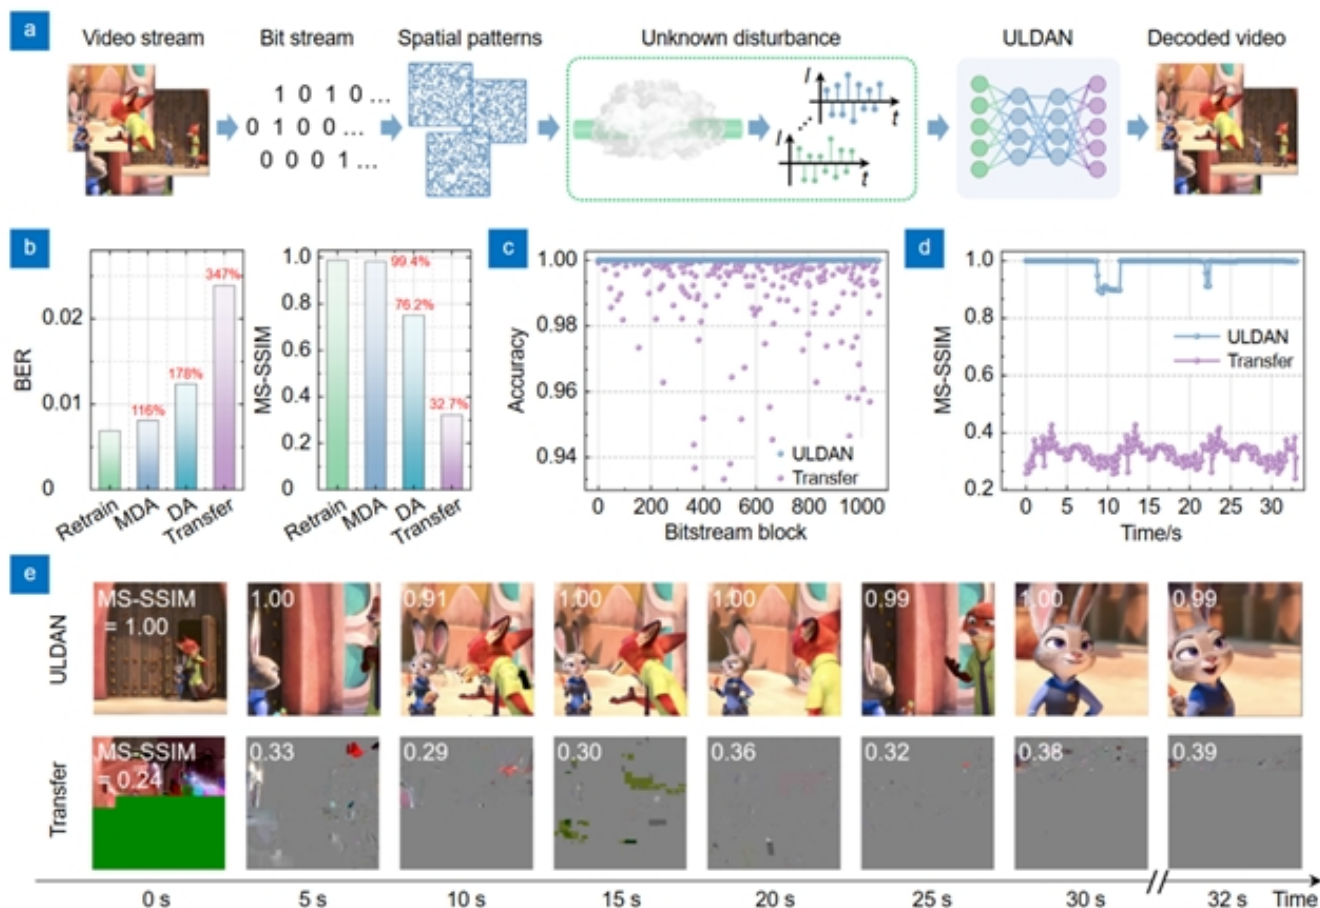 a
Video stream Bit stream Spatial patterns Unknown disturbance ULDAN Decoded video
1 0 1 0 ...
0 1 0 0 ...
0 0 0 1 ...
I
t
I
t
b
BER
0.02
0.01
0
116%
178%
347%
Retrain MDA DA Transfer
MS-SSIM
1.0
0.8
0.6
0.4
0.2
0
99.4%
76.2%
32.7%
Retrain MDA DA Transfer
c
Accuracy
1.00
0.98
0.96
0.94
ULDAN
Transfer
0 200 400 600 800 1000
Bitstream block
d
MS-SSIM
1.0
0.8
0.6
0.4
0.2
ULDAN
Transfer
0 5 10 15 20 25 30
Time/s
e
ULDAN
MS-SSIM
= 1.00
1.00 0.91 1.00 1.00 0.99 1.00 0.99
Transfer
MS-SSIM
= 0.24
0.33 0.29 0.30 0.36 0.32 0.38 0.39
0 s 5 s 10 s 15 s 20 s 25 s 30 s 32 s Time